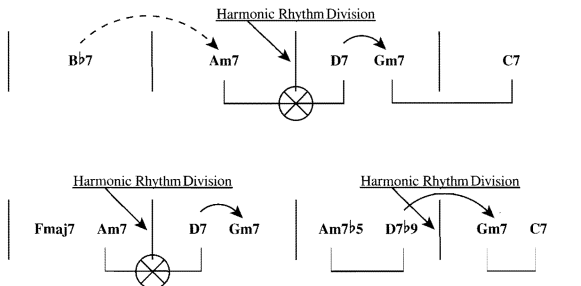 Harmonic Rhythm Division
B♭7 Am7 D7 Gm7 C7
Harmonic Rhythm Division Harmonic Rhythm Division
Fmaj7 Am7 D7 Gm7 Am7♭5 D7♭9 Gm7 C7